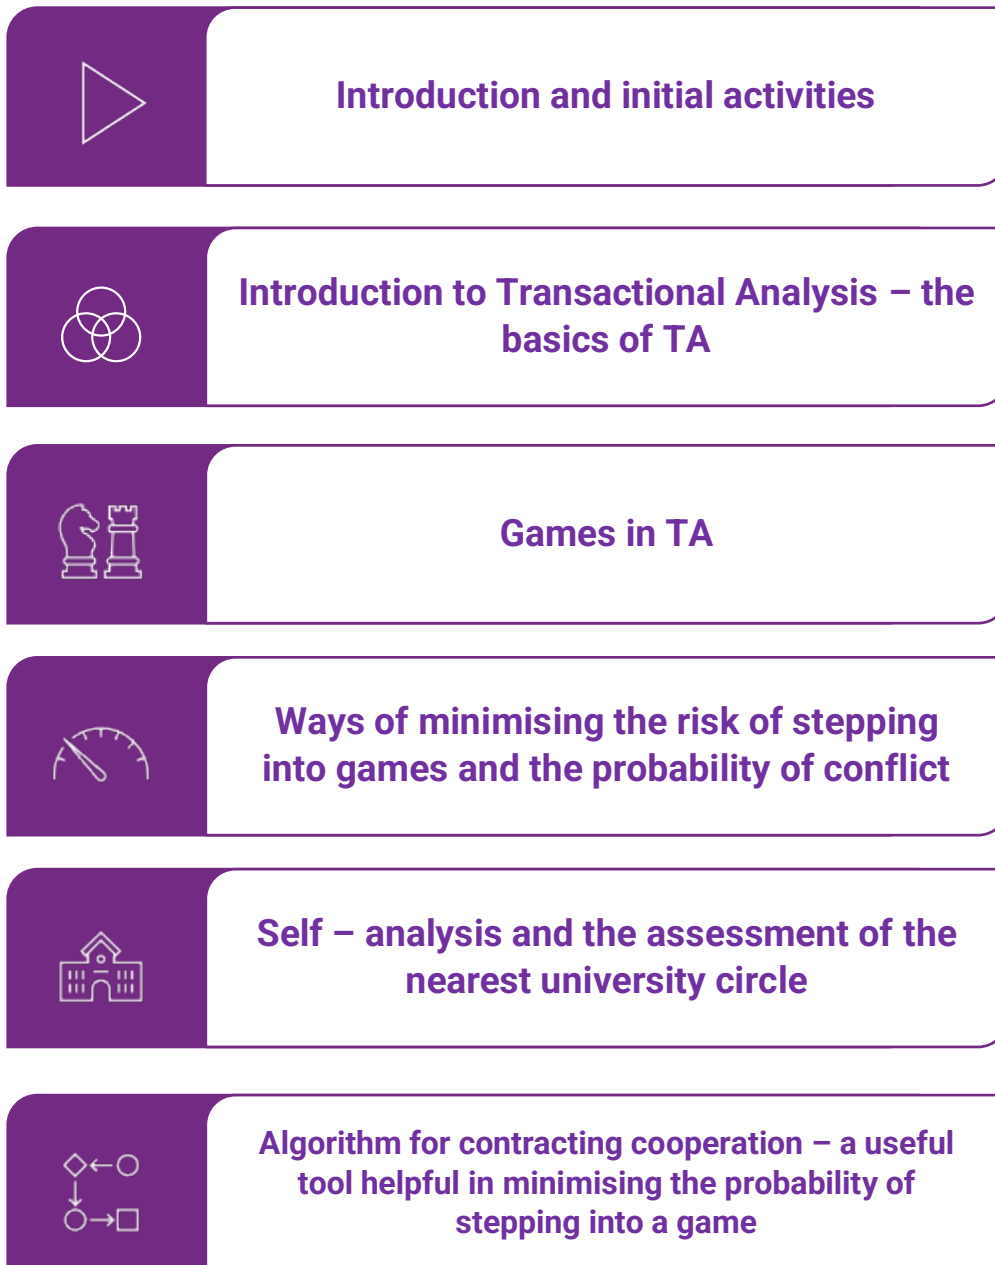 Introduction and initial activities
Introduction to Transactional Analysis – the
basics of TA
Games in TA
Ways of minimising the risk of stepping
into games and the probability of conflict
Self – analysis and the assessment of the
nearest university circle
Algorithm for contracting cooperation – a useful
tool helpful in minimising the probability of
stepping into a game